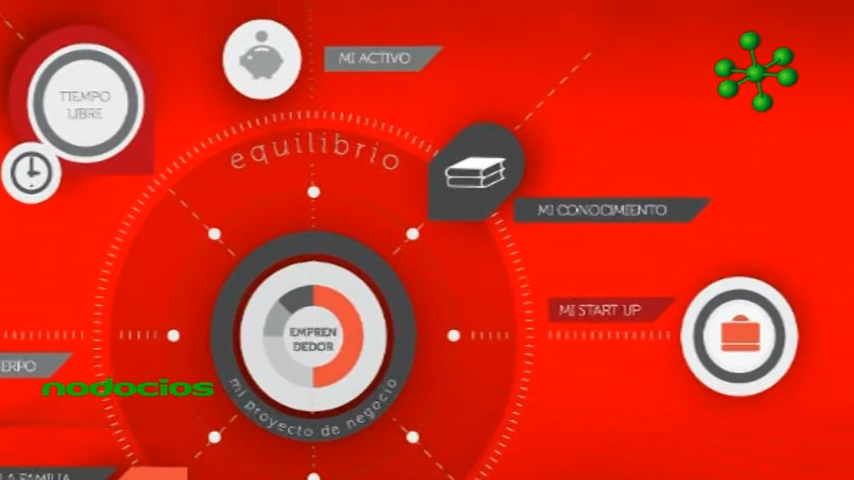 MI ACTIVO
TIEMPO
LIBRE
equilibrio
MI CONOCIMIENTO
MI START UP
EMPREN
DEDOR
ERPO
nodocios
mi proyecto de negocio
LA FAMILIA